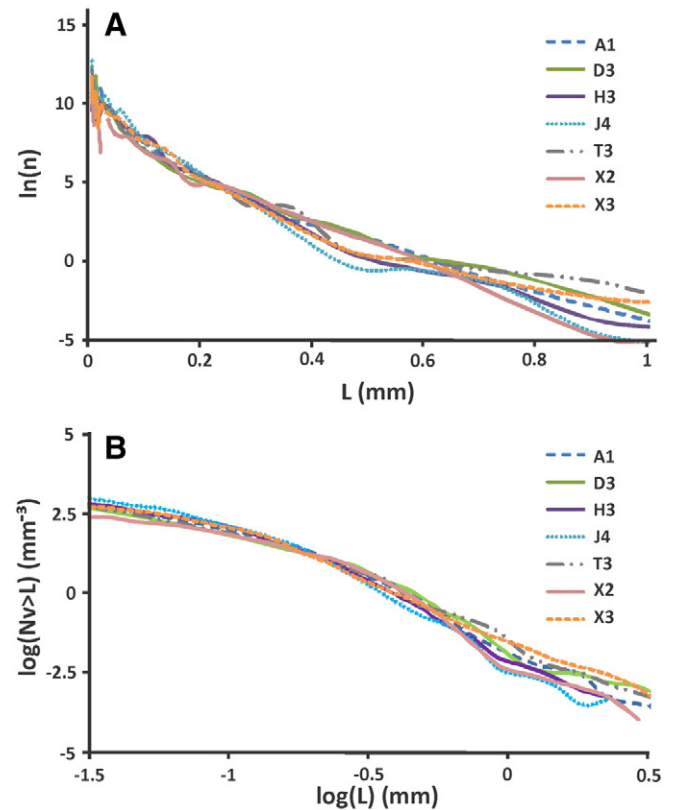 A
15
10
5
0
-5
ln(n)
A1
D3
H3
J4
T3
X2
X3
0 0.2 0.4 0.6 0.8 1
L (mm)
B
5
2.5
0
-2.5
-5
log(Nv>L) (mm⁻³)
A1
D3
H3
J4
T3
X2
X3
-1.5 -1 -0.5 0 0.5
log(L) (mm)